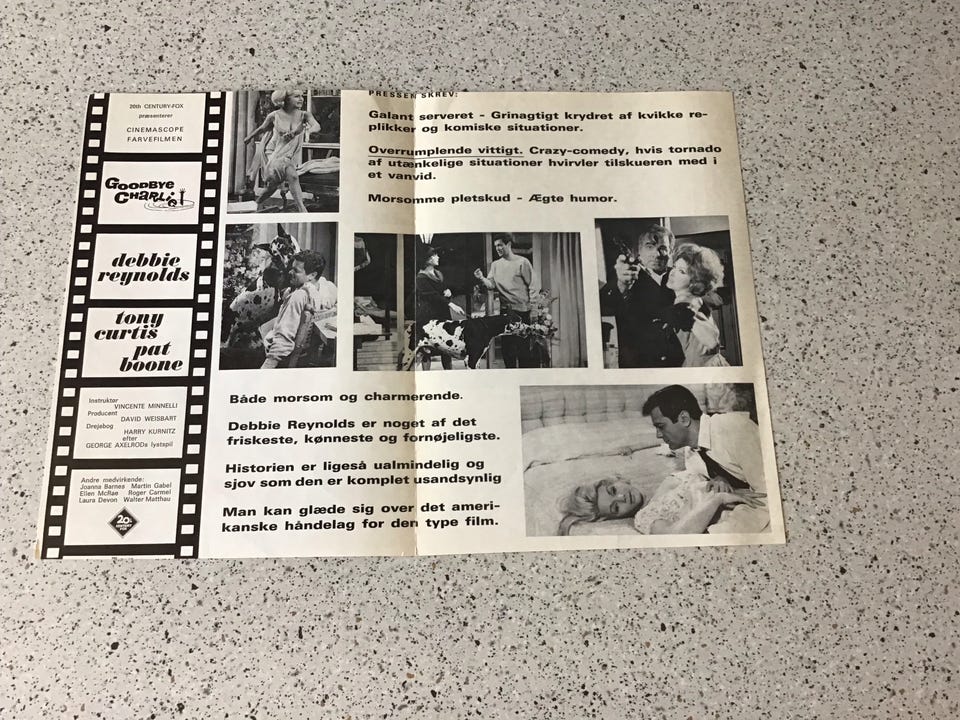 20th CENTURY-FOX
præsenterer
CINEMASCOPE
FARVEFILMEN
GOODBYE
CHARLIE
debbie
reynolds
tony
curtis
pat
boone
Instruktør
VINCENTE MINNELLI
Producent
DAVID WEISBART
Drejebog
HARRY KURNITZ
efter
GEORGE AXELRODs lystspil
Andre medvirkende:
Joanna Barnes Martin Gabel
Ellen McRae Roger Carmel
Laura Devon Walter Matthau
20th
CENTURY
FOX
PRESSEN SKREV:
Galant serveret - Grinagtigt krydret af kvikke re-
plikker og komiske situationer.
Overrumplende vittigt. Crazy-comedy, hvis tornado
af utænkelige situationer hvirvler tilskueren med i
et vanvid.
Morsomme pletskud - Ægte humor.
Både morsom og charmerende.
Debbie Reynolds er noget af det
friskeste, kønneste og fornøjeligste.
Historien er ligeså ualmindelig og
sjov som den er komplet usandsynlig
Man kan glæde sig over det ameri-
kanske håndelag for den type film.